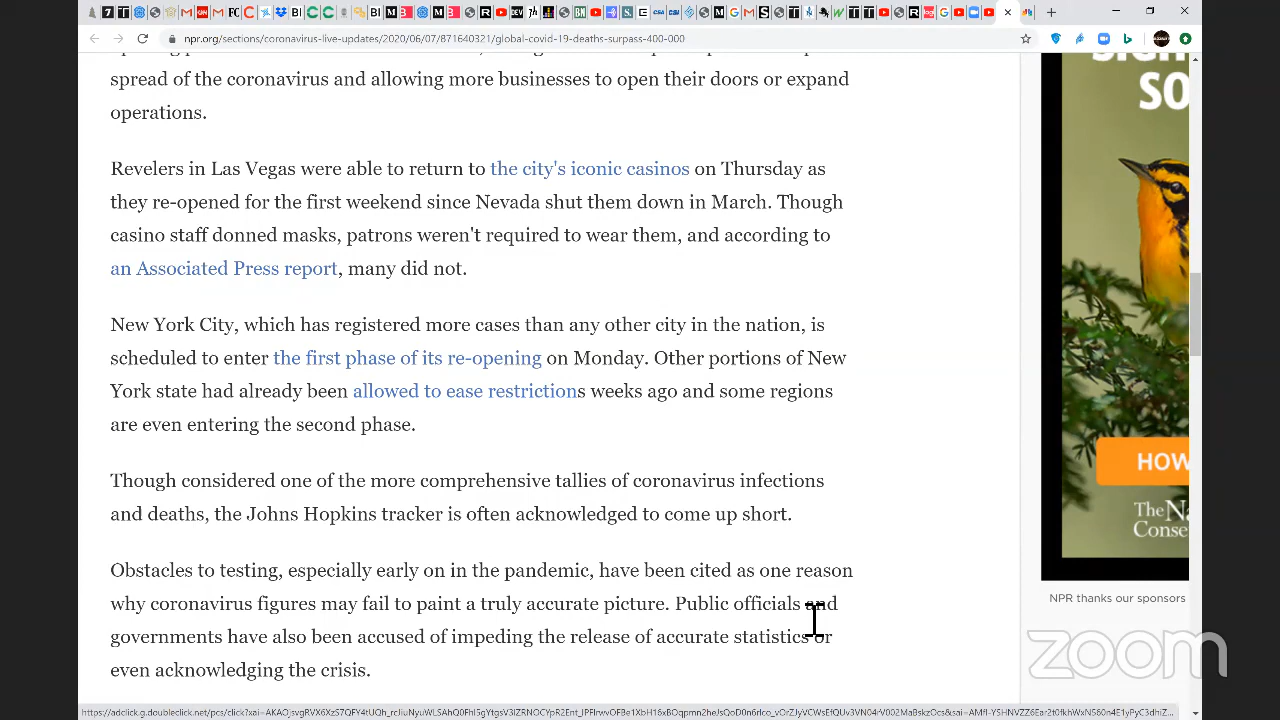 npr.org/sections/coronavirus-live-updates/2020/06/07/871640321/global-covid-19-deaths-surpass-400-000
spread of the coronavirus and allowing more businesses to open their doors or expand
operations.
Revelers in Las Vegas were able to return to the city's iconic casinos on Thursday as
they re-opened for the first weekend since Nevada shut them down in March. Though
casino staff donned masks, patrons weren't required to wear them, and according to
an Associated Press report, many did not.
New York City, which has registered more cases than any other city in the nation, is
scheduled to enter the first phase of its re-opening on Monday. Other portions of New
York state had already been allowed to ease restrictions weeks ago and some regions
are even entering the second phase.
Though considered one of the more comprehensive tallies of coronavirus infections
and deaths, the Johns Hopkins tracker is often acknowledged to come up short.
Obstacles to testing, especially early on in the pandemic, have been cited as one reason
why coronavirus figures may fail to paint a truly accurate picture. Public officials and
governments have also been accused of impeding the release of accurate statistics or
even acknowledging the crisis.
SO
HOW
The Na
Conse
NPR thanks our sponsors
zoom